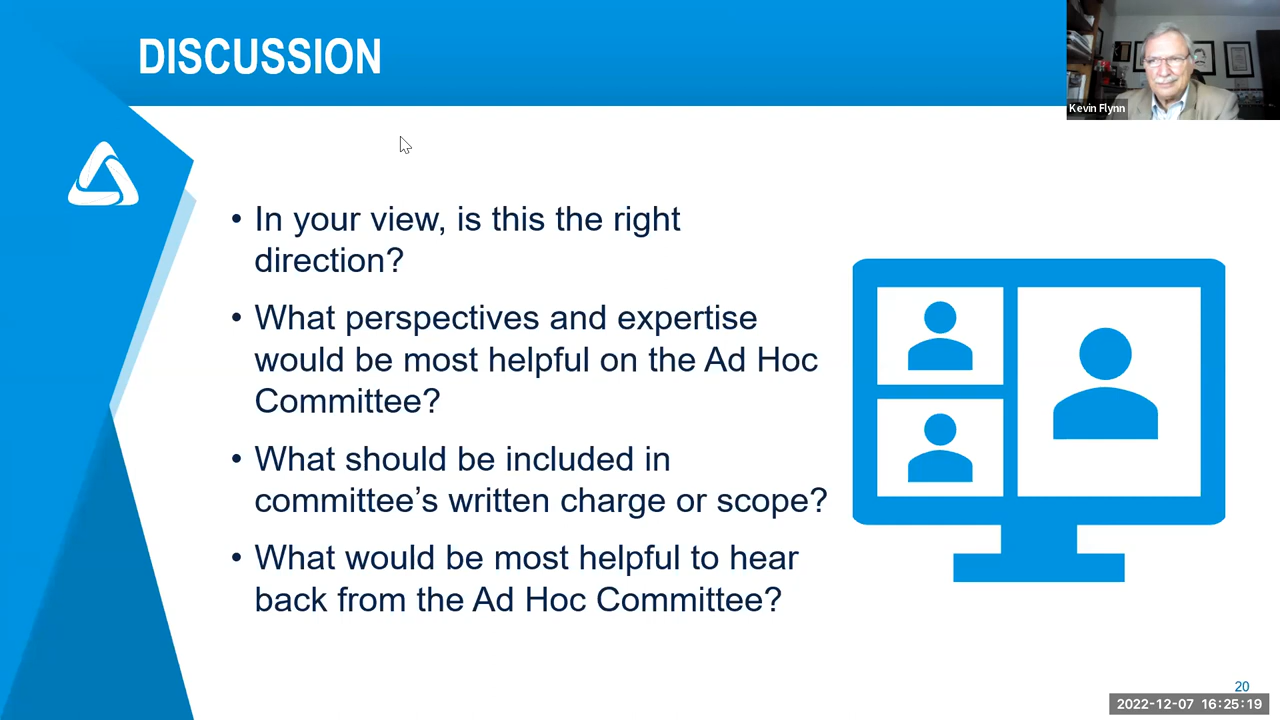 DISCUSSION
Kevin Flynn
• In your view, is this the right
direction?
• What perspectives and expertise
would be most helpful on the Ad Hoc
Committee?
• What should be included in
committee’s written charge or scope?
• What would be most helpful to hear
back from the Ad Hoc Committee?
20
2022-12-07 16:25:19